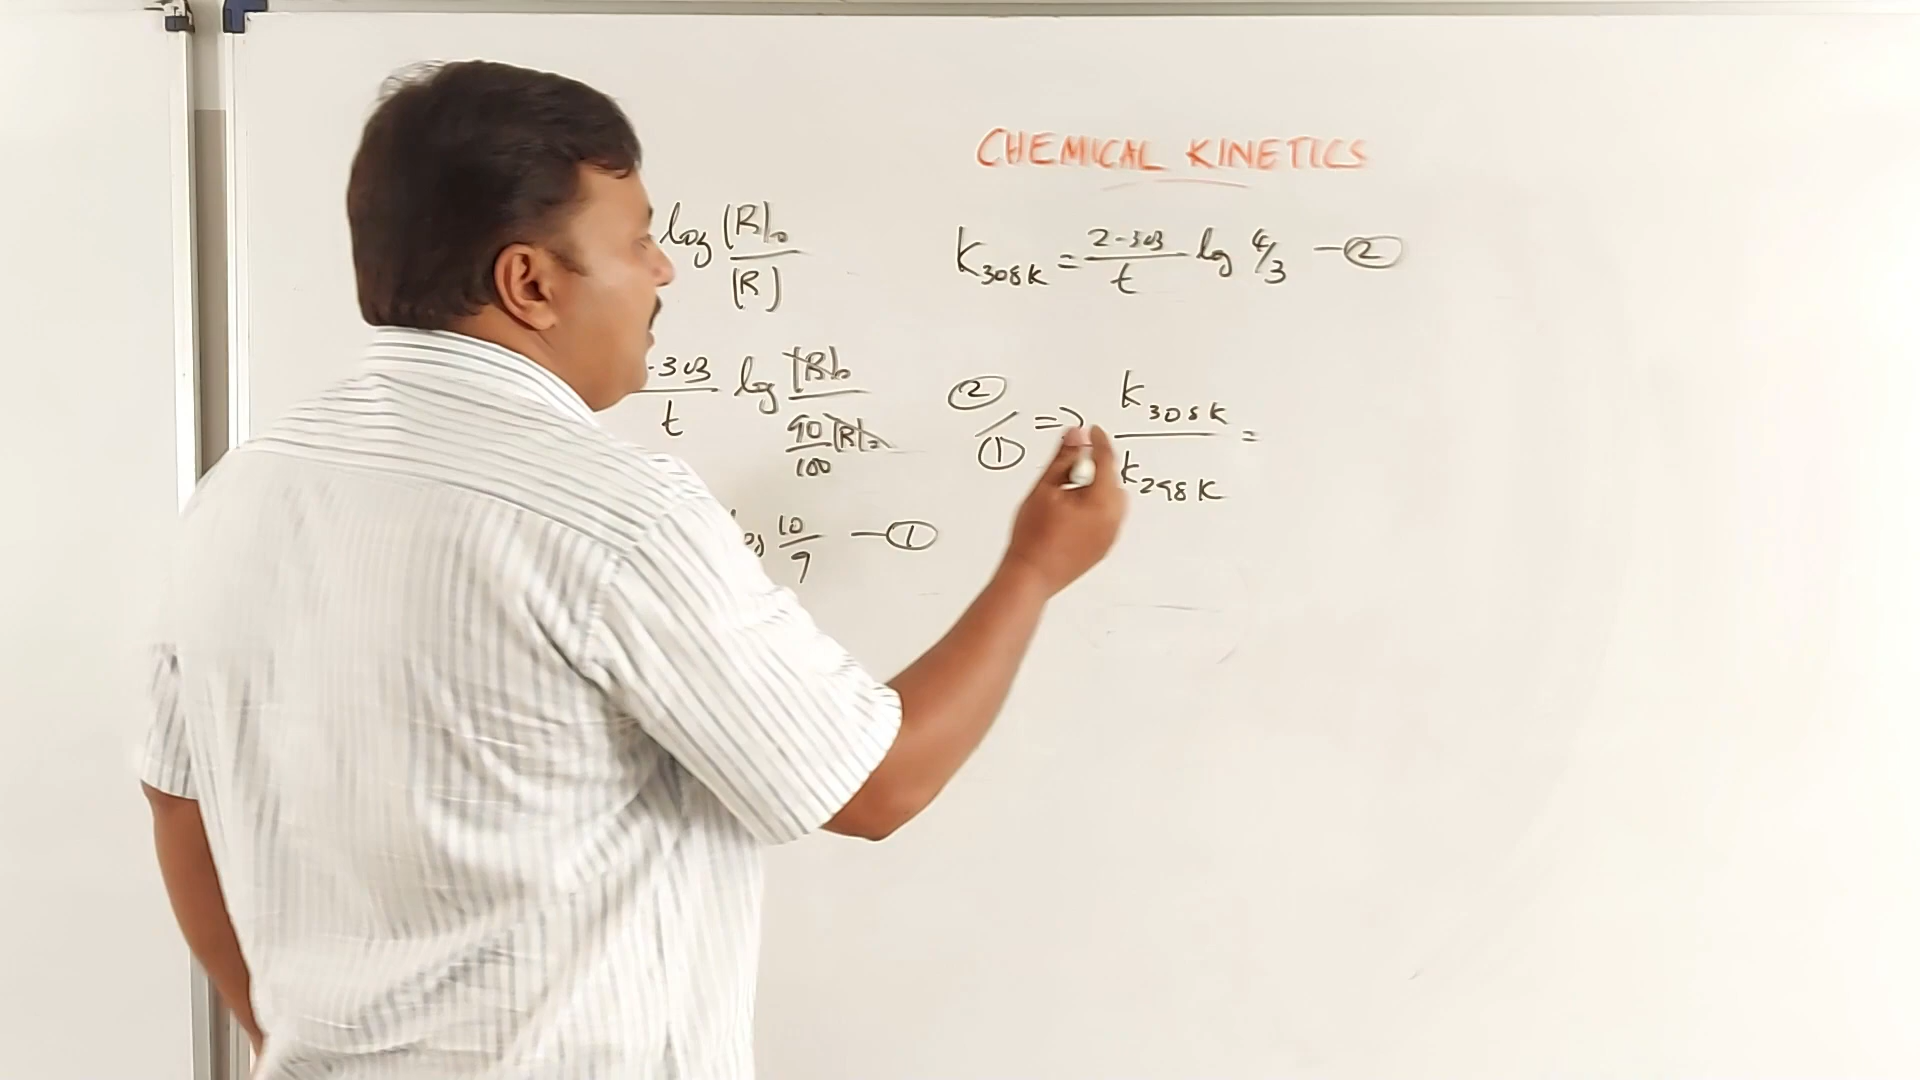 CHEMICAL KINETICS
log [R]₀ / [R]
.303 / t log [R]₀ / 90/100 [R]₀
log 10/9 — ①
K308K = 2.303 / t log 4/3 — ②
② / ① => K308K / K298K =